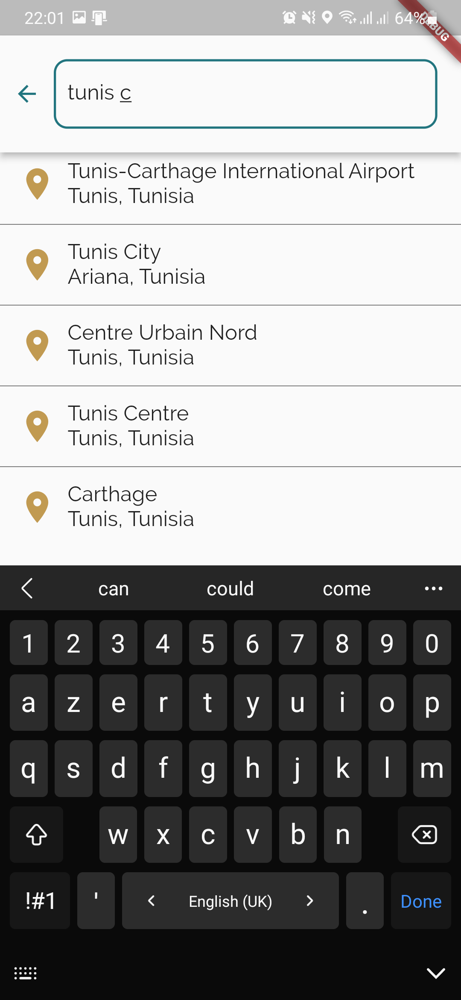 22:01 64%
DEBUG
tunis c
Tunis-Carthage International Airport
Tunis, Tunisia
Tunis City
Ariana, Tunisia
Centre Urbain Nord
Tunis, Tunisia
Tunis Centre
Tunis, Tunisia
Carthage
Tunis, Tunisia
can could come ...
1 2 3 4 5 6 7 8 9 0
a z e r t y u i o p
q s d f g h j k l m
w x c v b n
!#1 ' < English (UK) > . Done